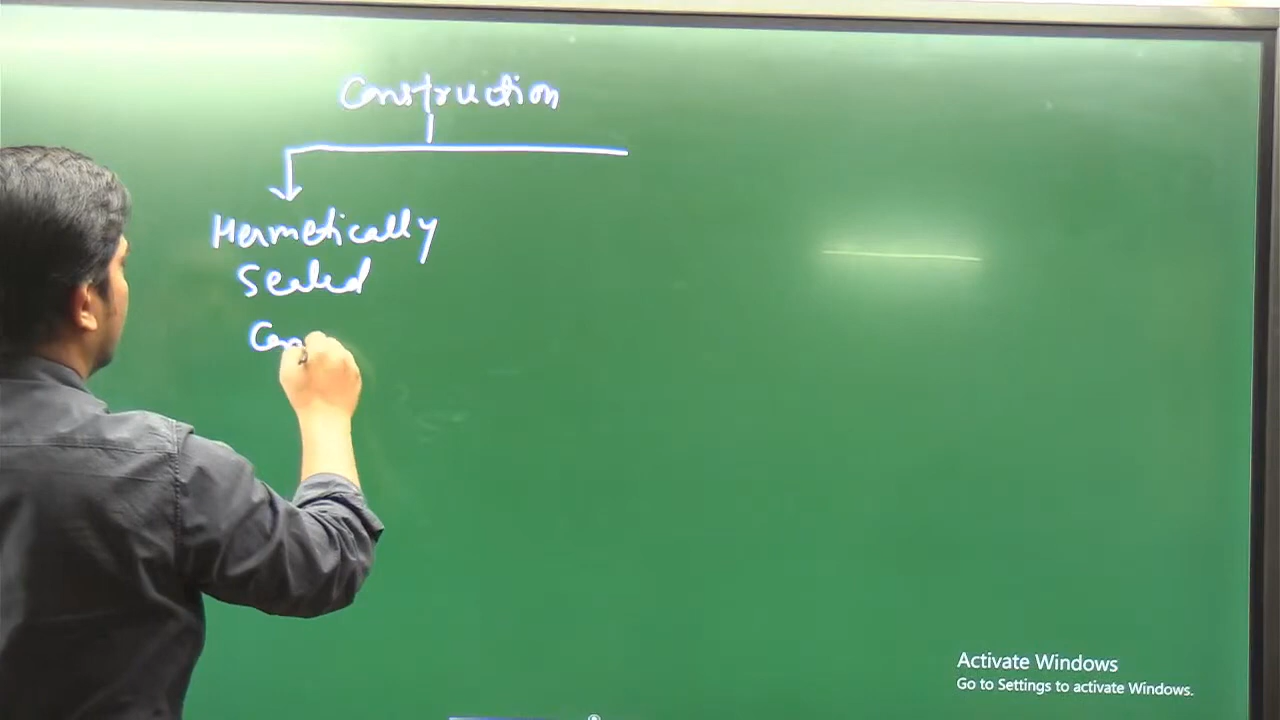 Construction
Hermetically
Sealed
Activate Windows
Go to Settings to activate Windows.